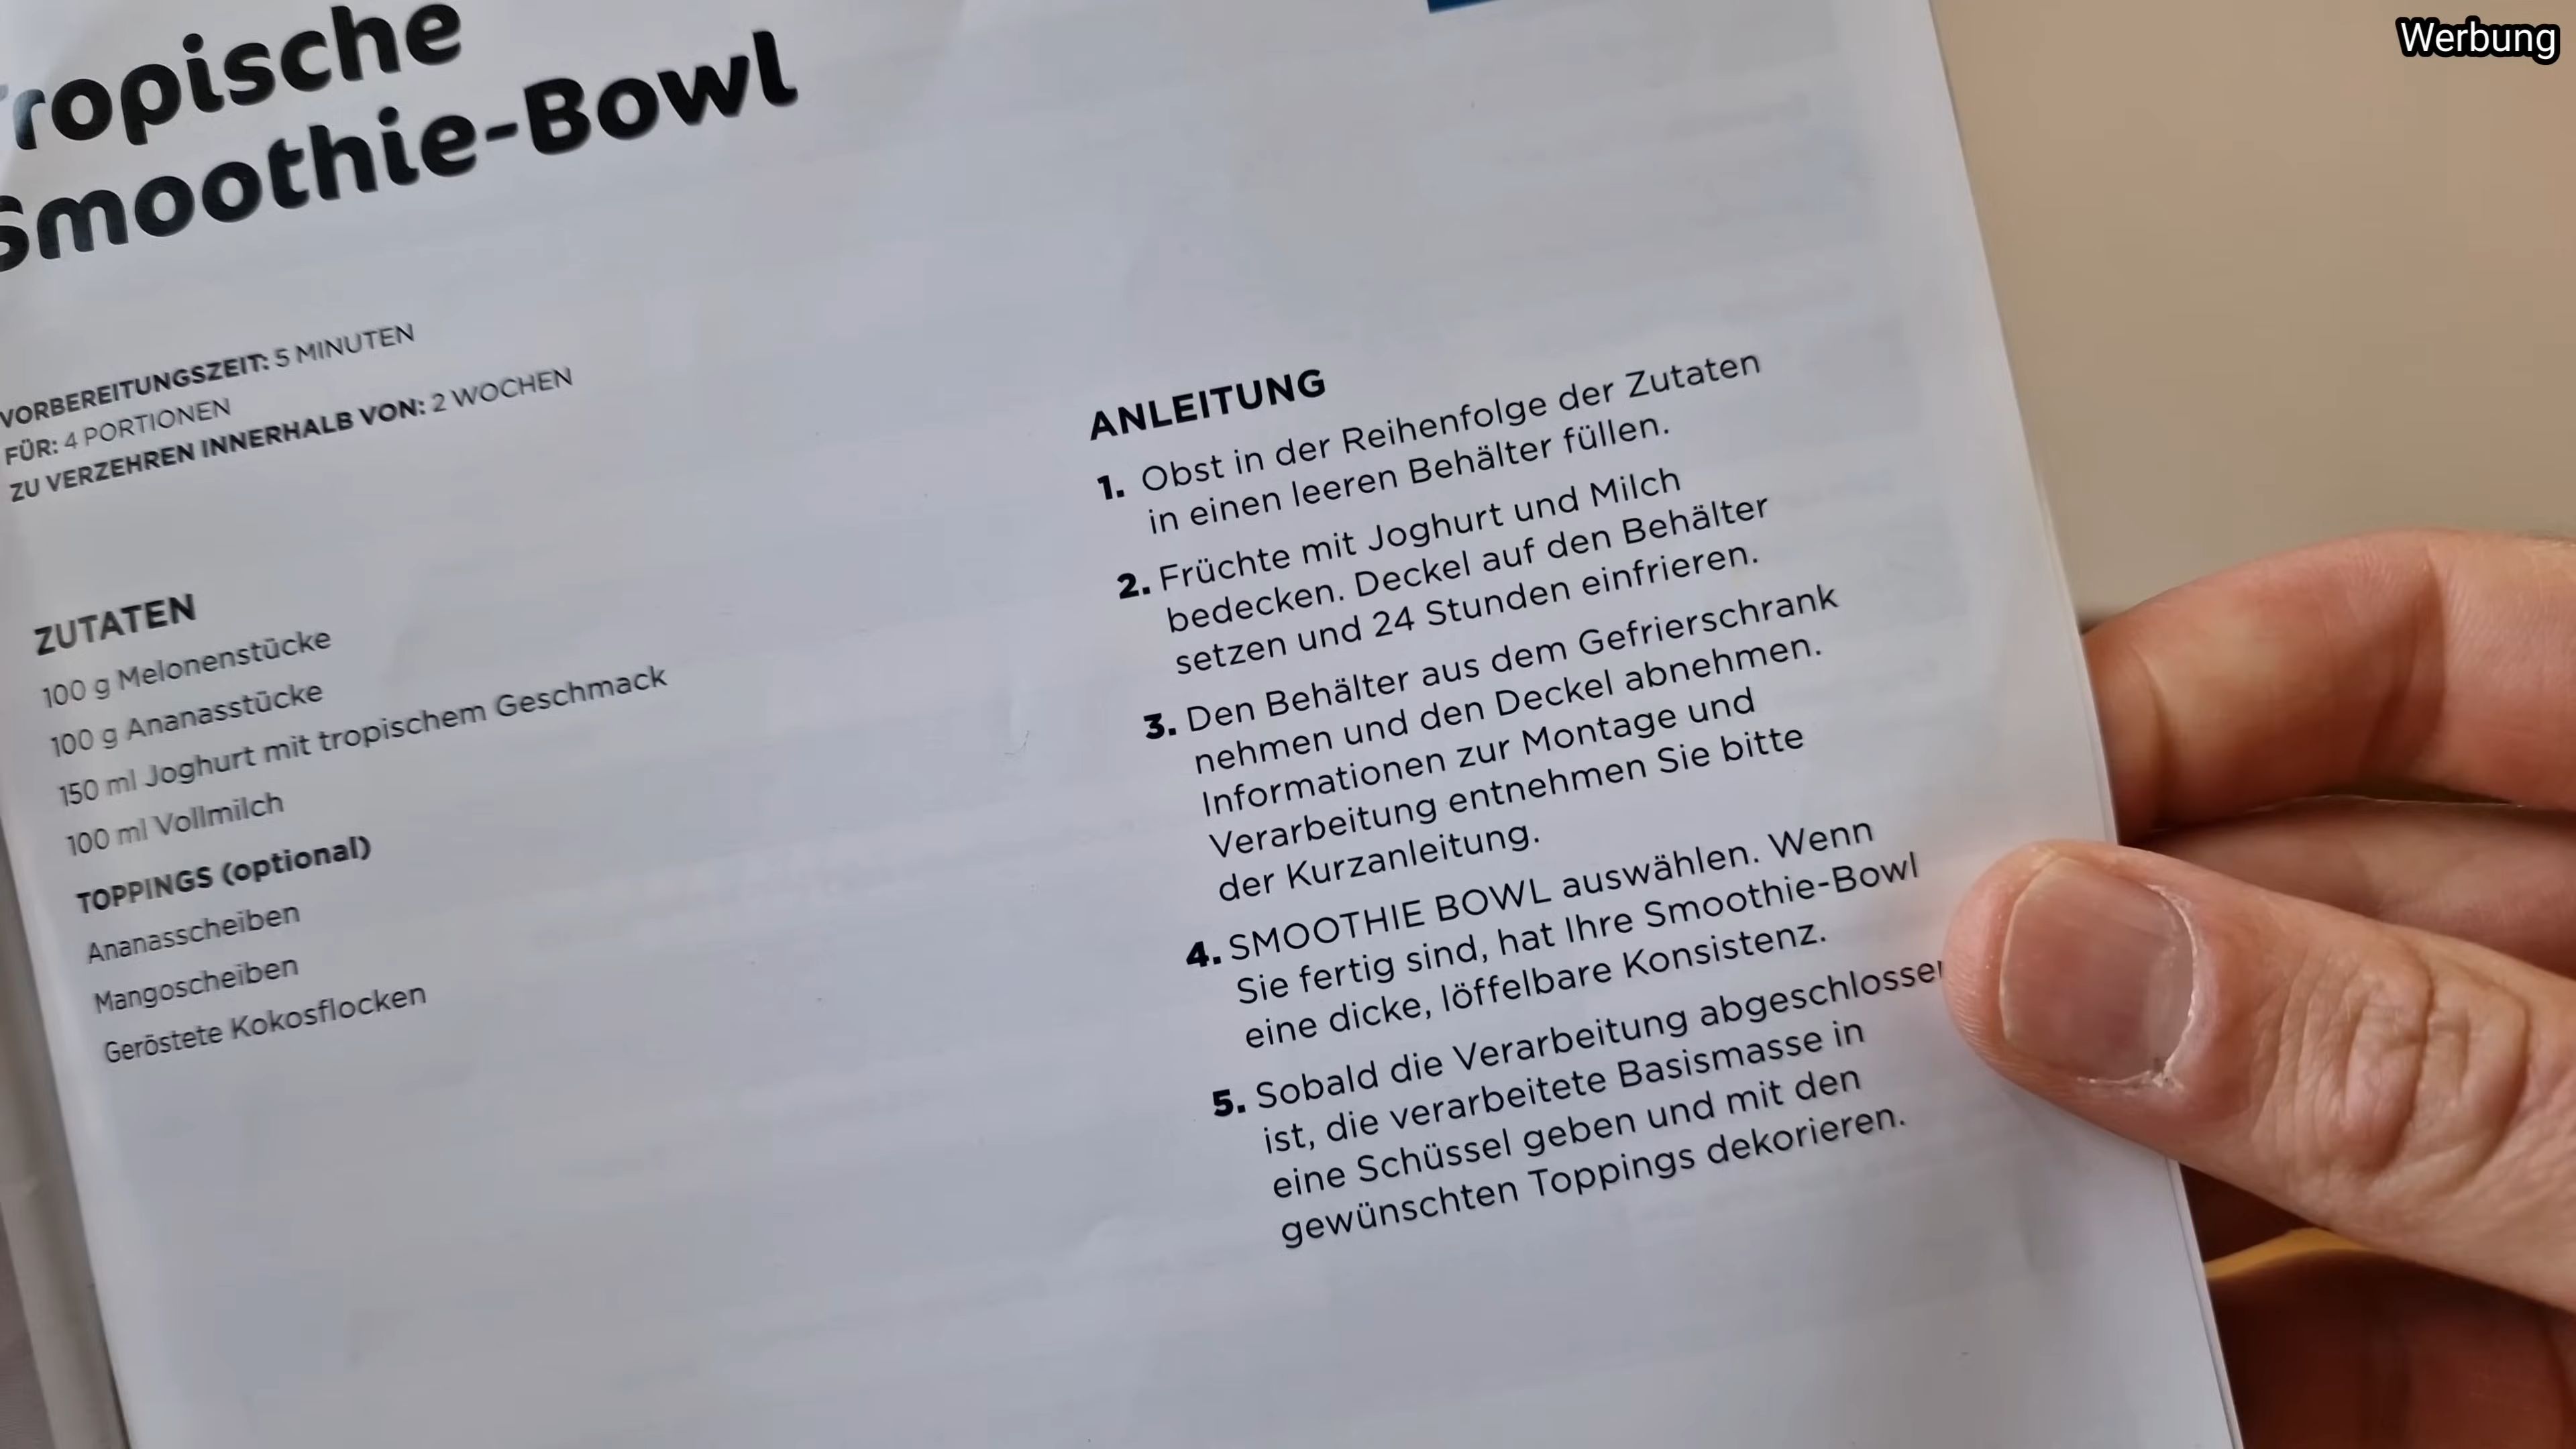 Werbung
Tropische
Smoothie-Bowl
VORBEREITUNGSZEIT: 5 MINUTEN
FÜR: 4 PORTIONEN
ZU VERZEHREN INNERHALB VON: 2 WOCHEN
ZUTATEN
100 g Melonenstücke
100 g Ananasstücke
150 ml Joghurt mit tropischem Geschmack
100 ml Vollmilch
TOPPINGS (optional)
Ananasscheiben
Mangoscheiben
Geröstete Kokosflocken
ANLEITUNG
1. Obst in der Reihenfolge der Zutaten
in einen leeren Behälter füllen.
2. Früchte mit Joghurt und Milch
bedecken. Deckel auf den Behälter
setzen und 24 Stunden einfrieren.
3. Den Behälter aus dem Gefrierschrank
nehmen und den Deckel abnehmen.
Informationen zur Montage und
Verarbeitung entnehmen Sie bitte
der Kurzanleitung.
4. SMOOTHIE BOWL auswählen. Wenn
Sie fertig sind, hat Ihre Smoothie-Bowl
eine dicke, löffelbare Konsistenz.
5. Sobald die Verarbeitung abgeschlossen
ist, die verarbeitete Basismasse in
eine Schüssel geben und mit den
gewünschten Toppings dekorieren.